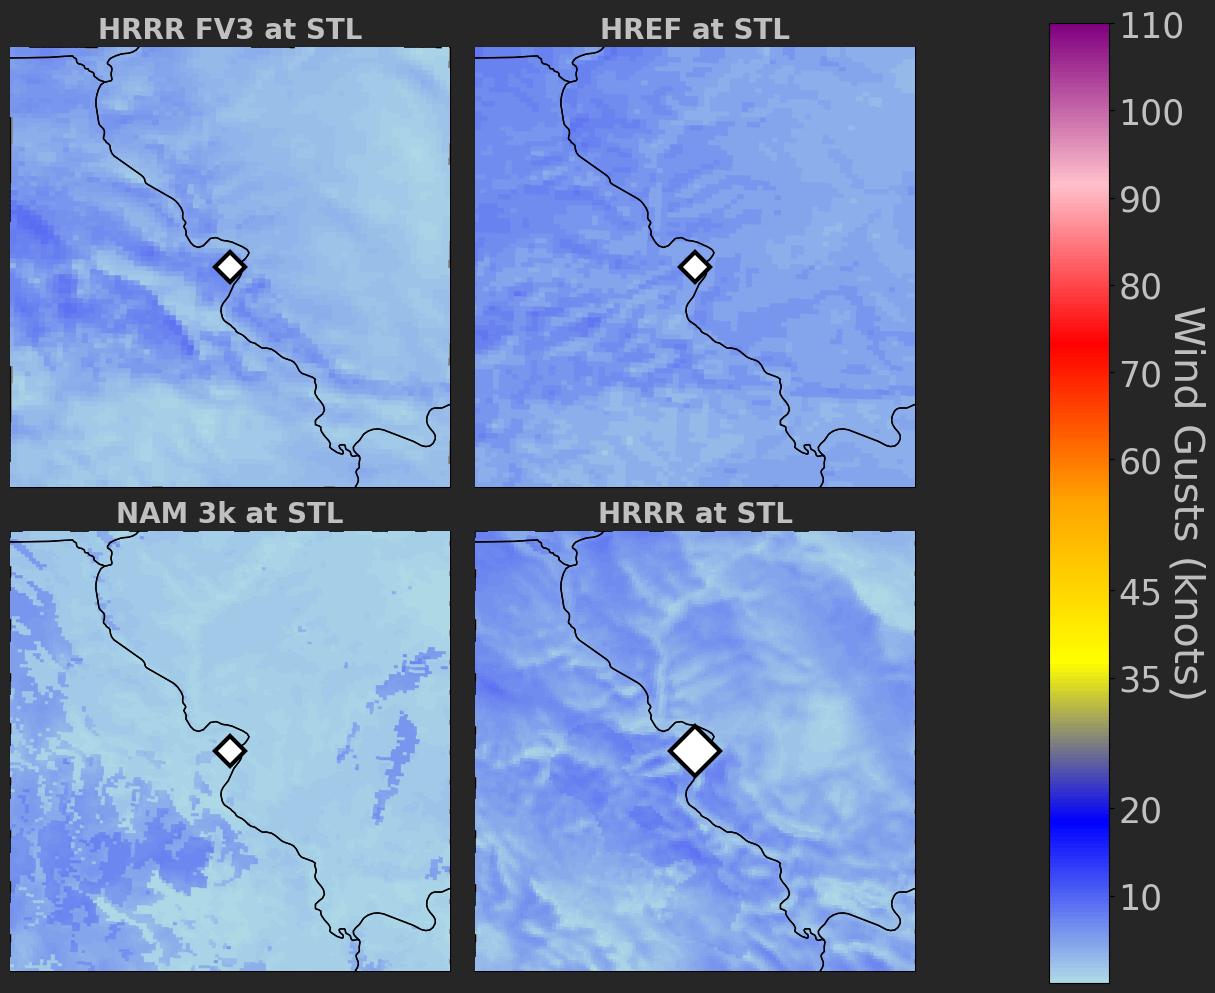 HRRR FV3 at STL
HREF at STL
NAM 3k at STL
HRRR at STL
110
100
90
80
70
60
45
35
20
10
Wind Gusts (knots)